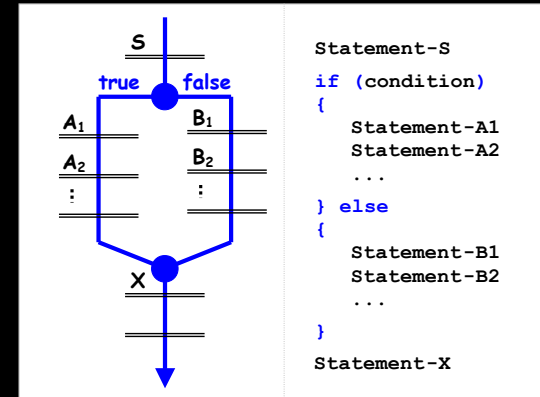 S
true false
A₁ B₁
A₂ B₂
⋮ ⋮
X
Statement-S
if (condition)
{
Statement-A1
Statement-A2
...
} else
{
Statement-B1
Statement-B2
...
}
Statement-X